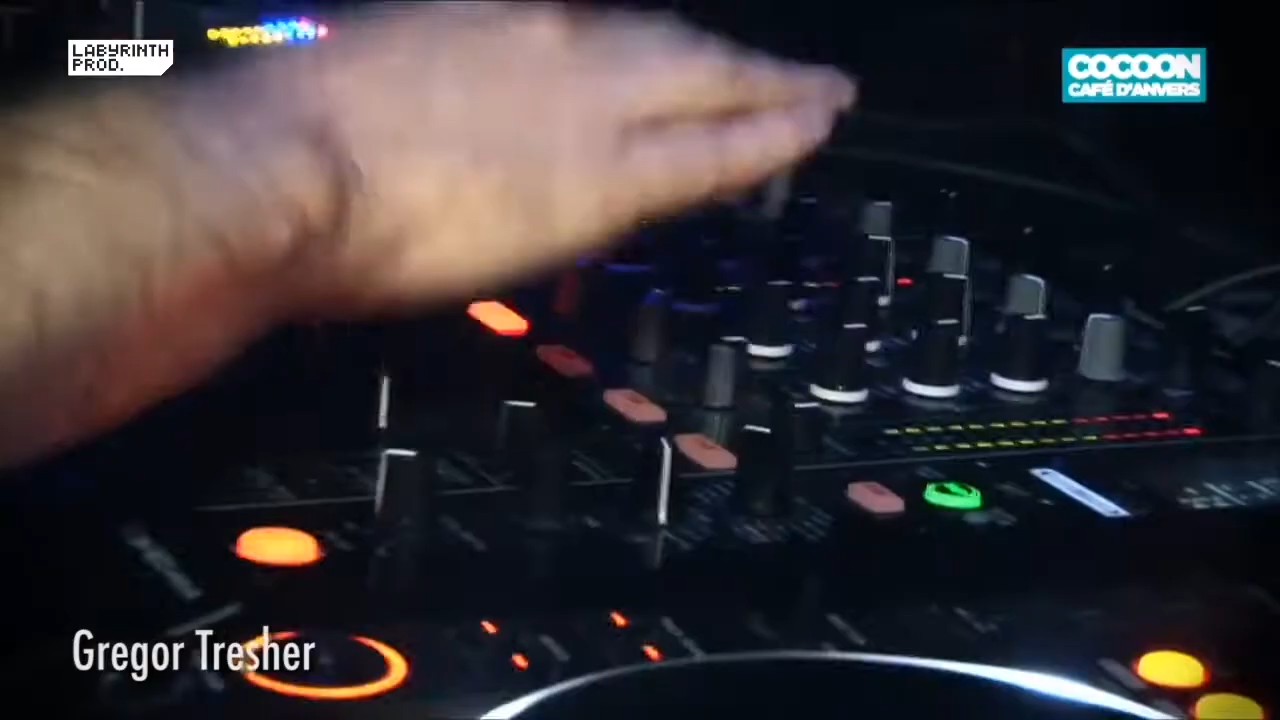 LABYRINTH
PROD.
COCOON
CAFÉ D'ANVERS
Gregor Tresher